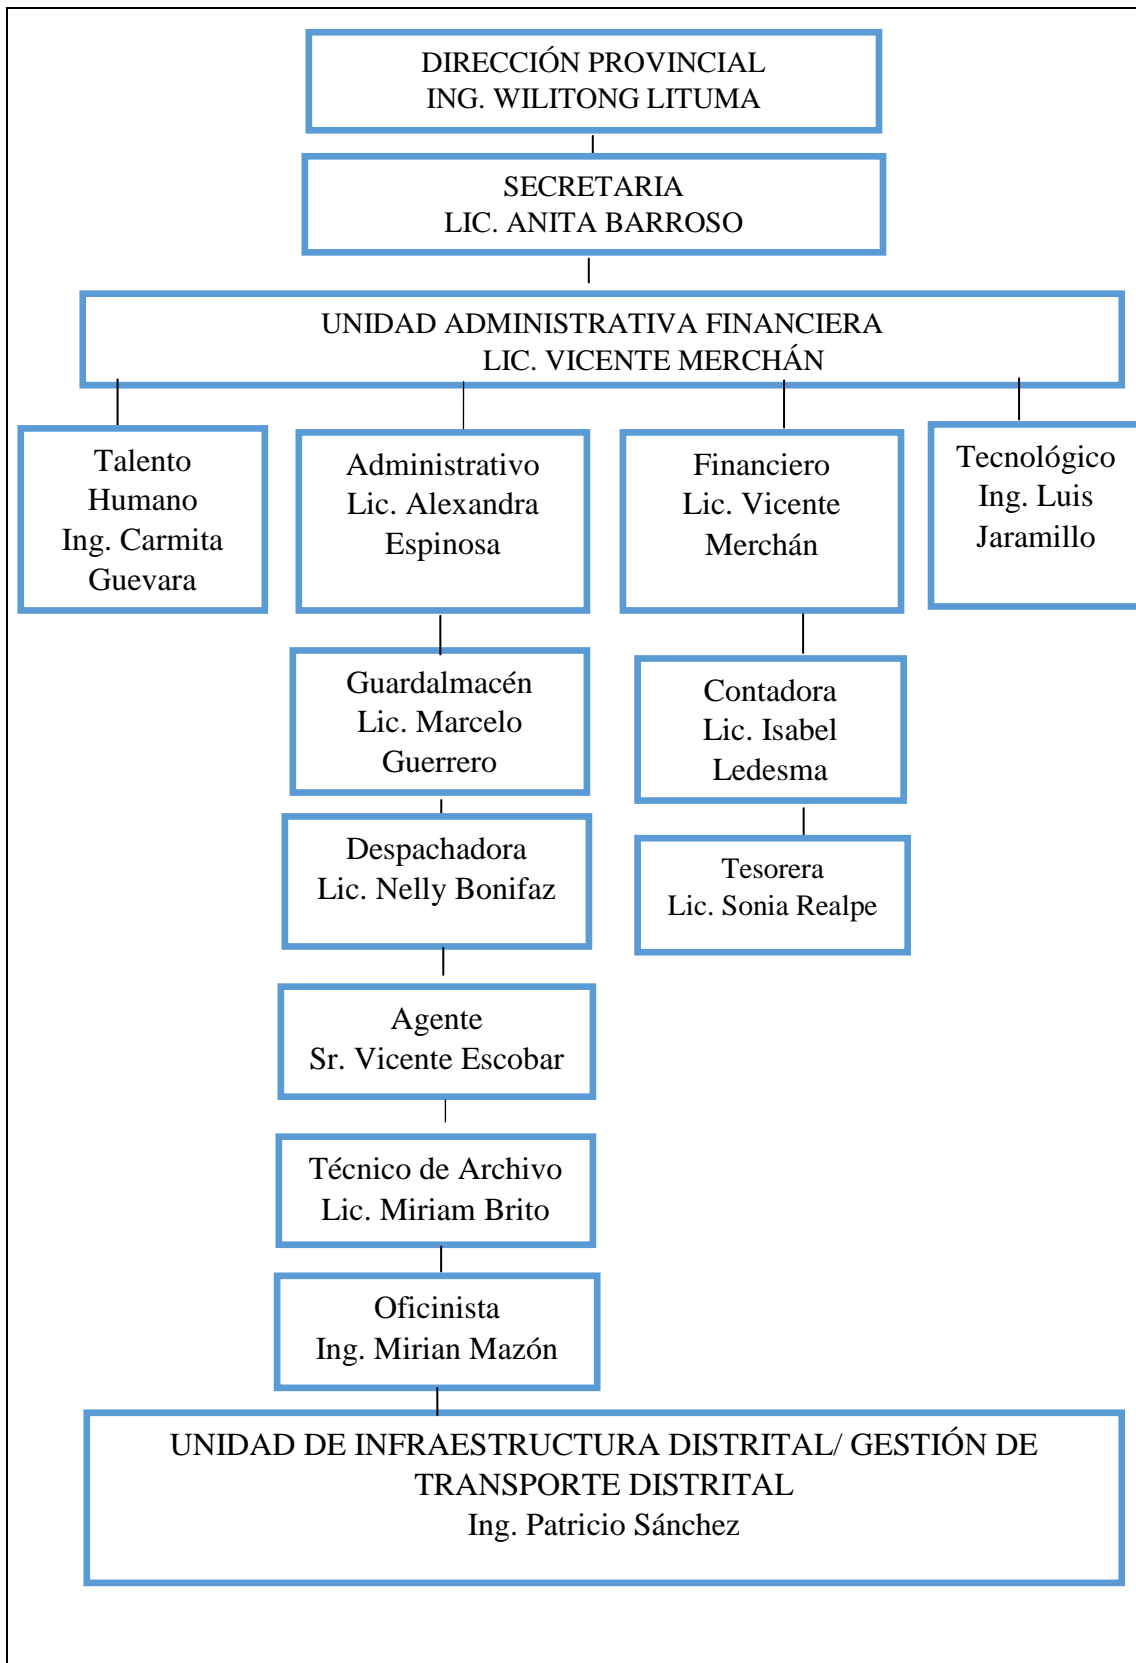 DIRECCIÓN PROVINCIAL
ING. WILITONG LITUMA
SECRETARIA
LIC. ANITA BARROSO
UNIDAD ADMINISTRATIVA FINANCIERA
LIC. VICENTE MERCHÁN
Talento
Humano
Ing. Carmita
Guevara
Administrativo
Lic. Alexandra
Espinosa
Financiero
Lic. Vicente
Merchán
Tecnológico
Ing. Luis
Jaramillo
Guardalmacén
Lic. Marcelo
Guerrero
Contadora
Lic. Isabel
Ledesma
Despachadora
Lic. Nelly Bonifaz
Tesorera
Lic. Sonia Realpe
Agente
Sr. Vicente Escobar
Técnico de Archivo
Lic. Miriam Brito
Oficinista
Ing. Mirian Mazón
UNIDAD DE INFRAESTRUCTURA DISTRITAL/ GESTIÓN DE
TRANSPORTE DISTRITAL
Ing. Patricio Sánchez